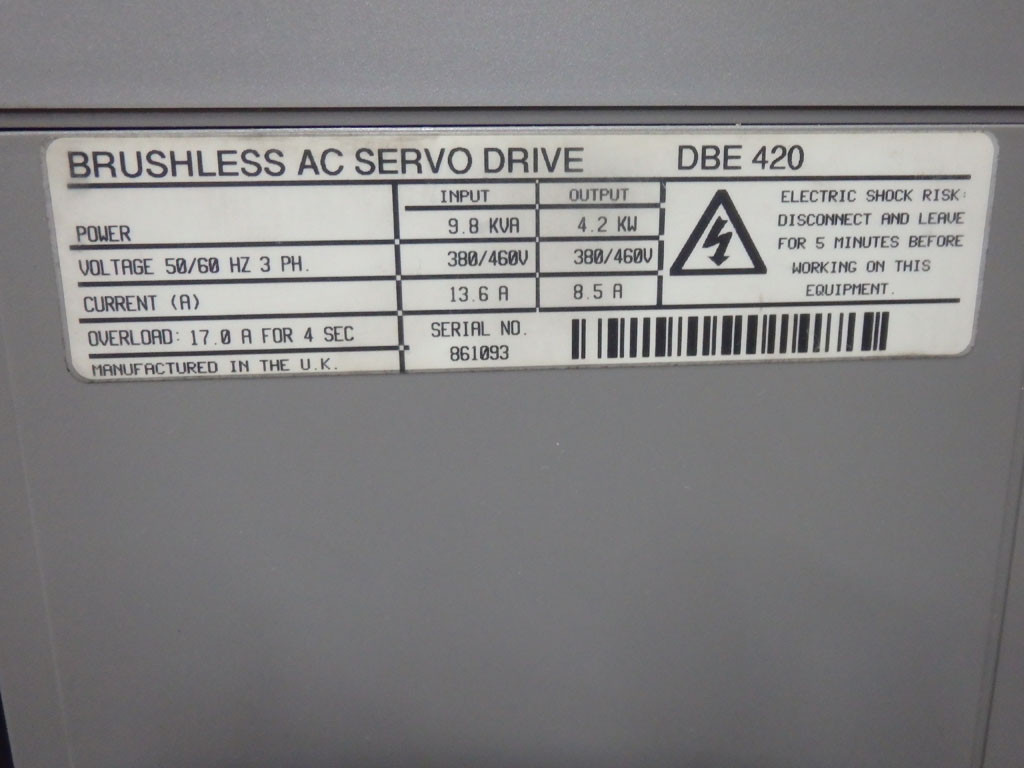 BRUSHLESS AC SERVO DRIVE DBE 420
INPUT OUTPUT
POWER 9.8 KVA 4.2 KW
VOLTAGE 50/60 HZ 3 PH. 380/460V 380/460V
CURRENT (A) 13.6 A 8.5 A
OVERLOAD: 17.0 A FOR 4 SEC
MANUFACTURED IN THE U.K.
SERIAL NO.
861093
ELECTRIC SHOCK RISK:
DISCONNECT AND LEAVE
FOR 5 MINUTES BEFORE
WORKING ON THIS
EQUIPMENT.